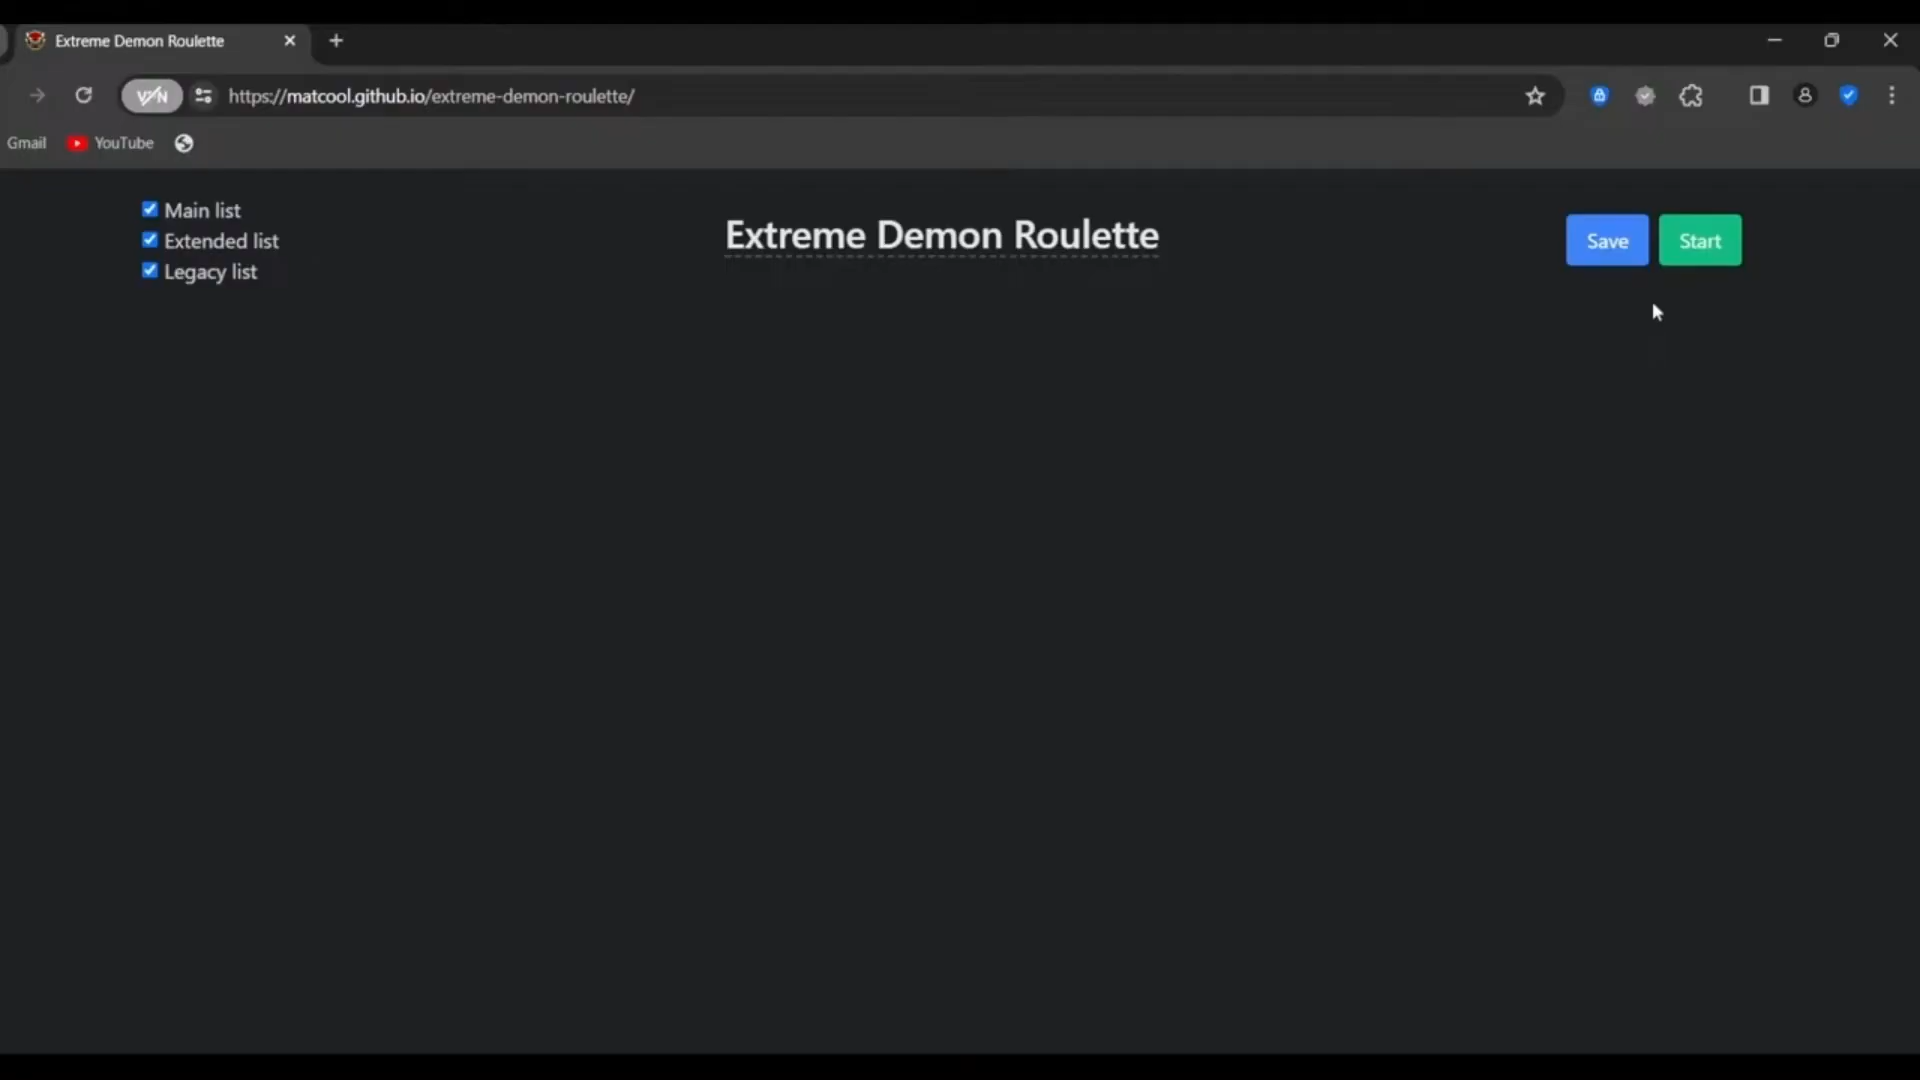 Extreme Demon Roulette
https://matcool.github.io/extreme-demon-roulette/
Gmail YouTube
Main list
Extended list
Legacy list
Extreme Demon Roulette
Save Start